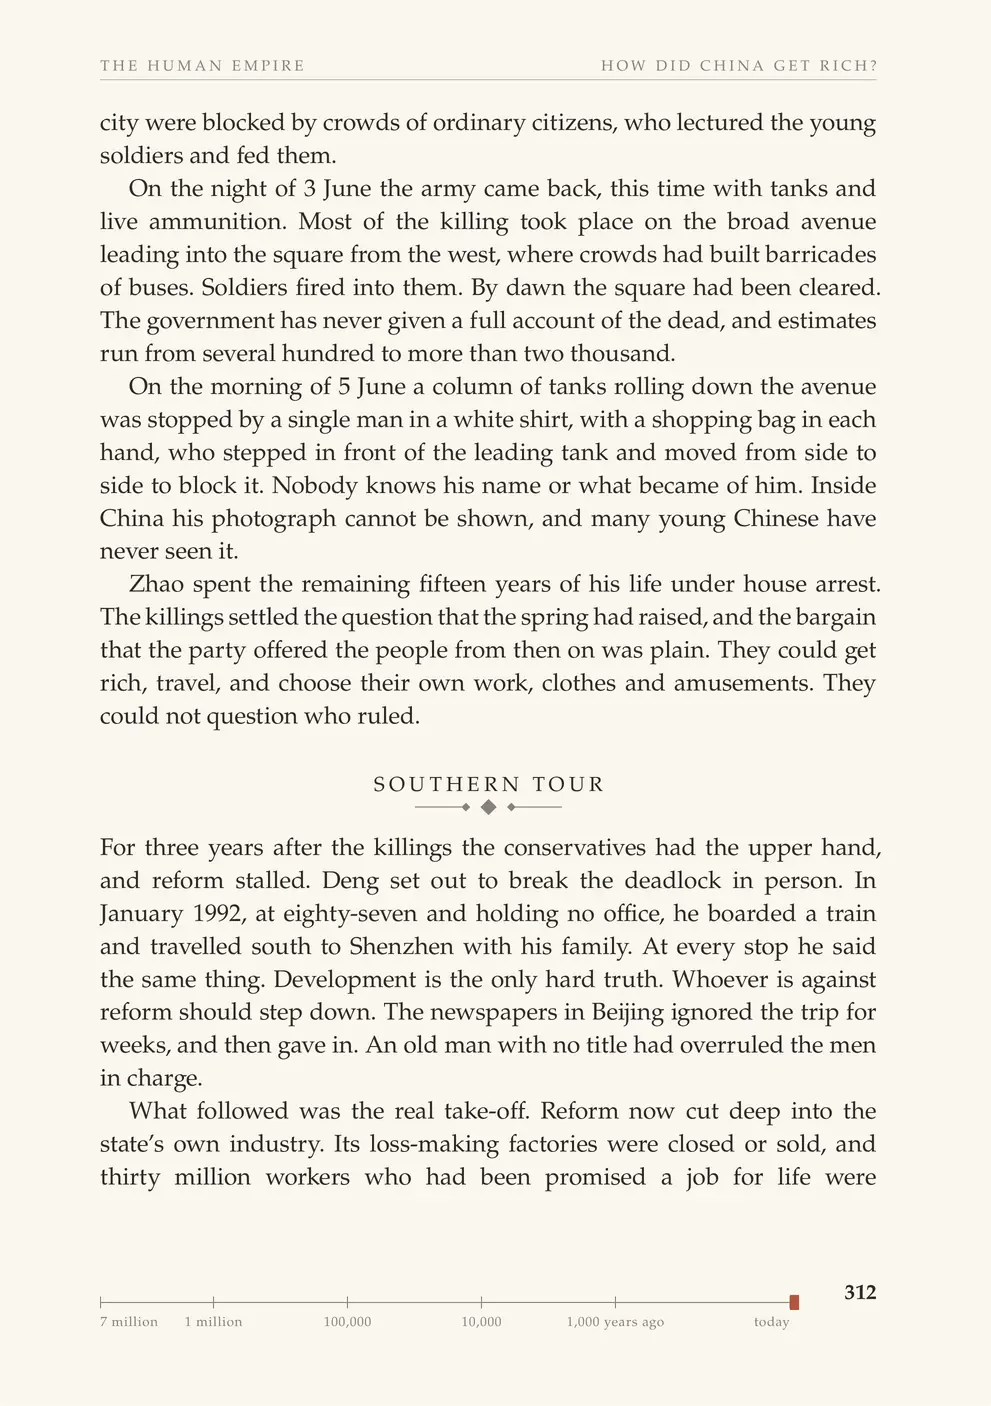 THE HUMAN EMPIRE
HOW DID CHINA GET RICH?
city were blocked by crowds of ordinary citizens, who lectured the young
soldiers and fed them.
On the night of 3 June the army came back, this time with tanks and
live ammunition. Most of the killing took place on the broad avenue
leading into the square from the west, where crowds had built barricades
of buses. Soldiers fired into them. By dawn the square had been cleared.
The government has never given a full account of the dead, and estimates
run from several hundred to more than two thousand.
On the morning of 5 June a column of tanks rolling down the avenue
was stopped by a single man in a white shirt, with a shopping bag in each
hand, who stepped in front of the leading tank and moved from side to
side to block it. Nobody knows his name or what became of him. Inside
China his photograph cannot be shown, and many young Chinese have
never seen it.
Zhao spent the remaining fifteen years of his life under house arrest.
The killings settled the question that the spring had raised, and the bargain
that the party offered the people from then on was plain. They could get
rich, travel, and choose their own work, clothes and amusements. They
could not question who ruled.
SOUTHERN TOUR
For three years after the killings the conservatives had the upper hand,
and reform stalled. Deng set out to break the deadlock in person. In
January 1992, at eighty-seven and holding no office, he boarded a train
and travelled south to Shenzhen with his family. At every stop he said
the same thing. Development is the only hard truth. Whoever is against
reform should step down. The newspapers in Beijing ignored the trip for
weeks, and then gave in. An old man with no title had overruled the men
in charge.
What followed was the real take-off. Reform now cut deep into the
state’s own industry. Its loss-making factories were closed or sold, and
thirty million workers who had been promised a job for life were
312
7 million 1 million 100,000 10,000 1,000 years ago today